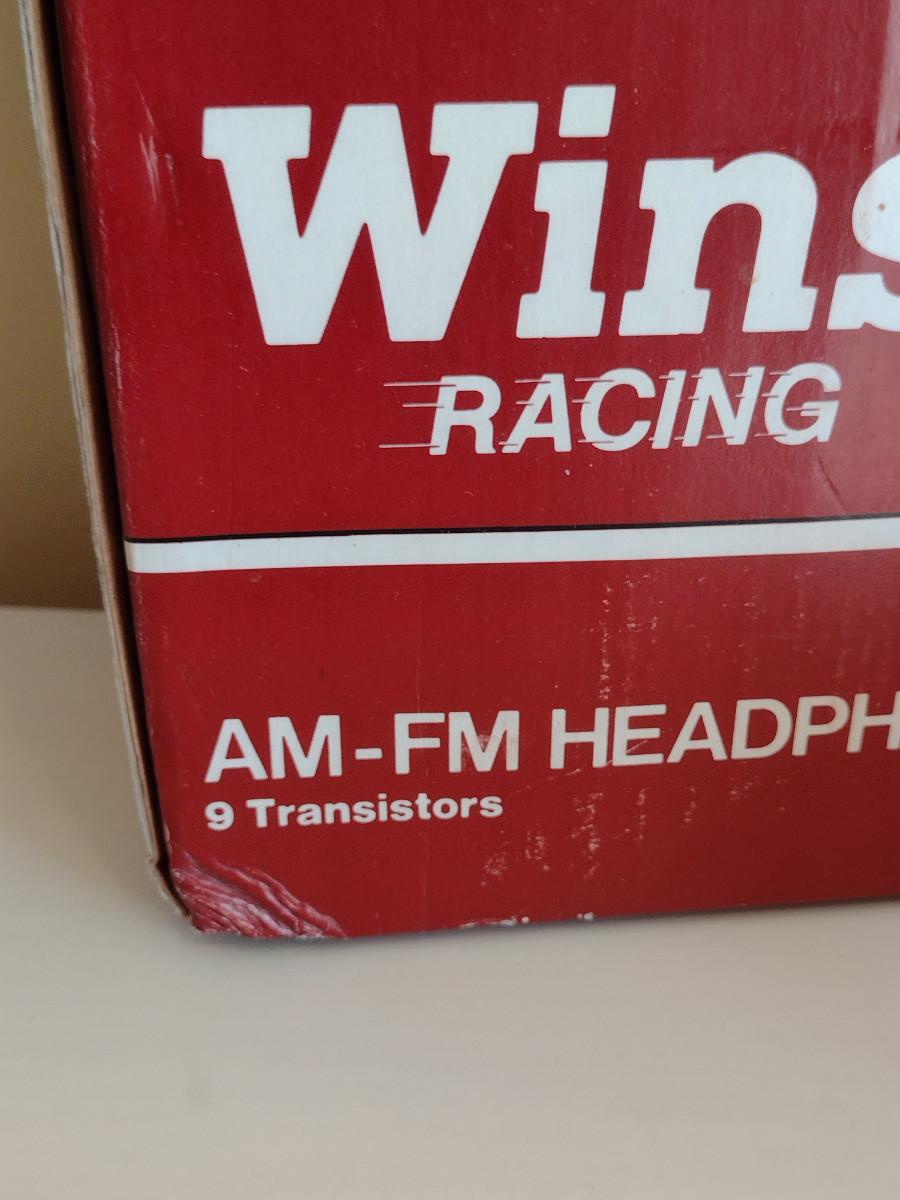 Wins
RACING
AM-FM HEADPH
9 Transistors